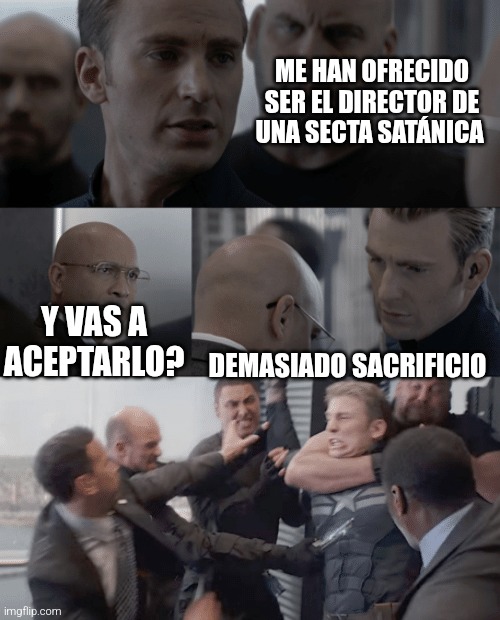 ME HAN OFRECIDO
SER EL DIRECTOR DE
UNA SECTA SATÁNICA
Y VAS A
ACEPTARLO?
DEMASIADO SACRIFICIO
imgflip.com